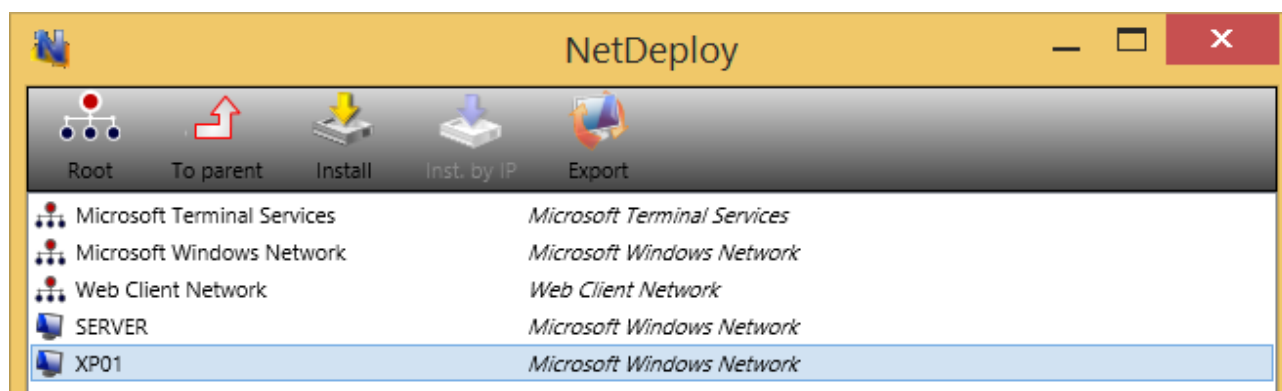 NetDeploy
Root To parent Install Inst. by IP Export
Microsoft Terminal Services Microsoft Terminal Services
Microsoft Windows Network Microsoft Windows Network
Web Client Network Web Client Network
SERVER Microsoft Windows Network
XP01 Microsoft Windows Network